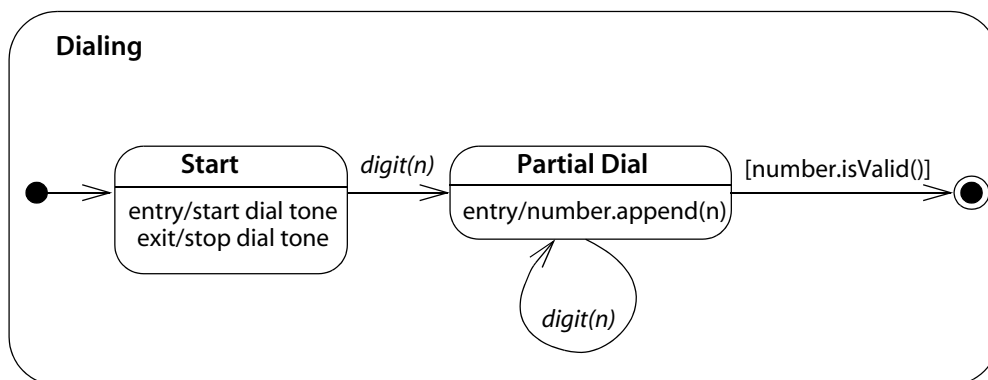 Dialing
Start
entry/start dial tone
exit/stop dial tone
digit(n)
Partial Dial
entry/number.append(n)
digit(n)
[number.isValid()]